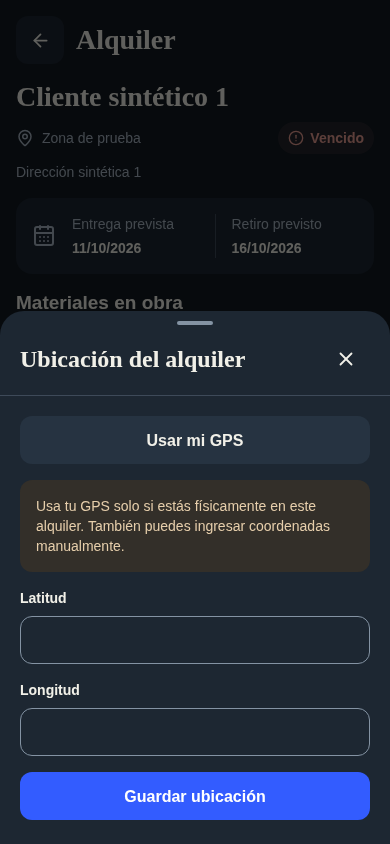 Alquiler
Cliente sintético 1
Zona de prueba
Vencido
Dirección sintética 1
Entrega prevista
11/10/2026
Retiro previsto
16/10/2026
Materiales en obra
Ubicación del alquiler
Usar mi GPS
Usa tu GPS solo si estás físicamente en este
alquiler. También puedes ingresar coordenadas
manualmente.
Latitud
Longitud
Guardar ubicación